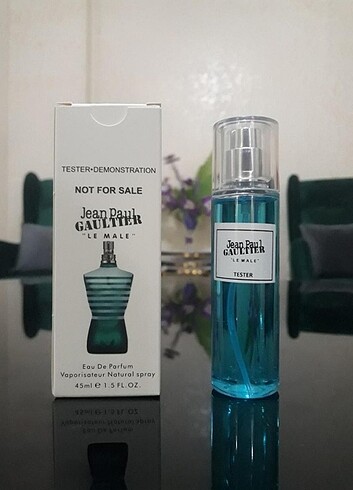 TESTER•DEMONSTRATION
NOT FOR SALE
Jean Paul
GAULTIER
"LE MALE"
Eau De Parfum
Vaporisateur Natural spray
45ml e 1.5 FL.OZ.
Jean Paul
GAULTIER
"LE MALE"
TESTER